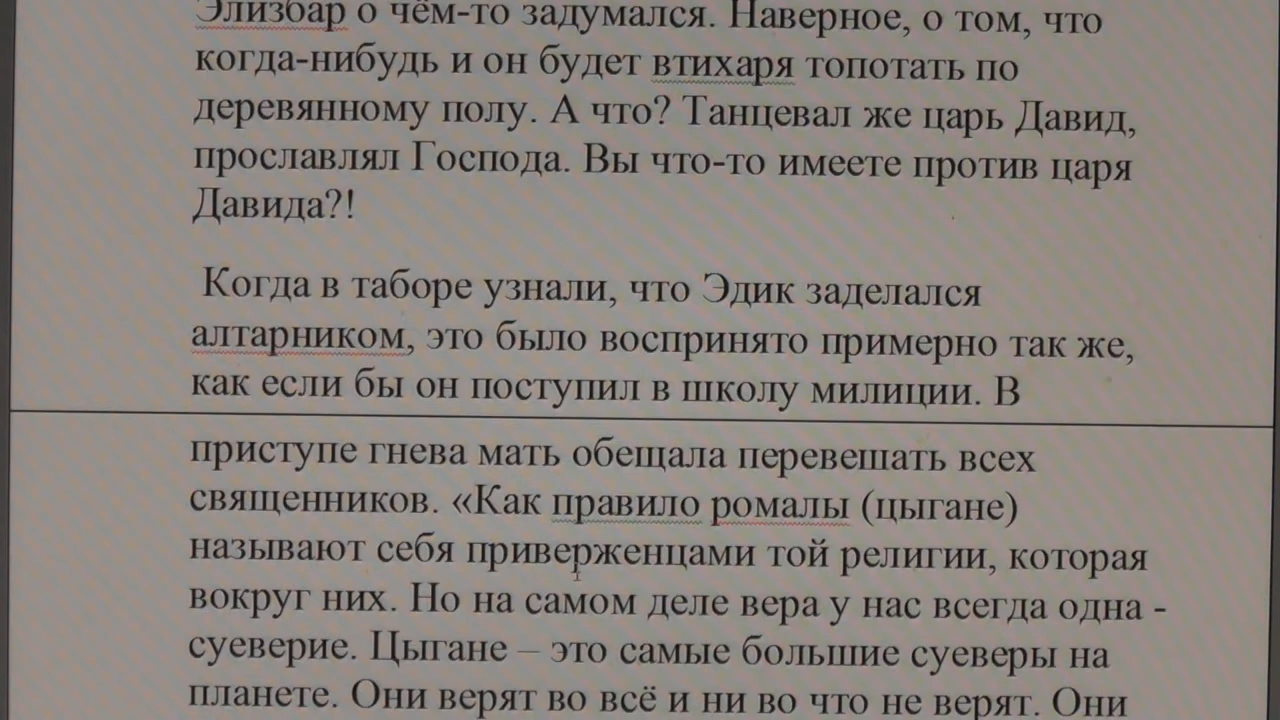 Элизбар о чём-то задумался. Наверное, о том, что
когда-нибудь и он будет втихаря топотать по
деревянному полу. А что? Танцевал же царь Давид,
прославлял Господа. Вы что-то имеете против царя
Давида?!
Когда в таборе узнали, что Эдик заделался
алтарником, это было воспринято примерно так же,
как если бы он поступил в школу милиции. В
приступе гнева мать обещала перевешать всех
священников. «Как правило ромалы (цыгане)
называют себя приверженцами той религии, которая
вокруг них. Но на самом деле вера у нас всегда одна -
суеверие. Цыгане – это самые большие суеверы на
планете. Они верят во всё и ни во что не верят. Они